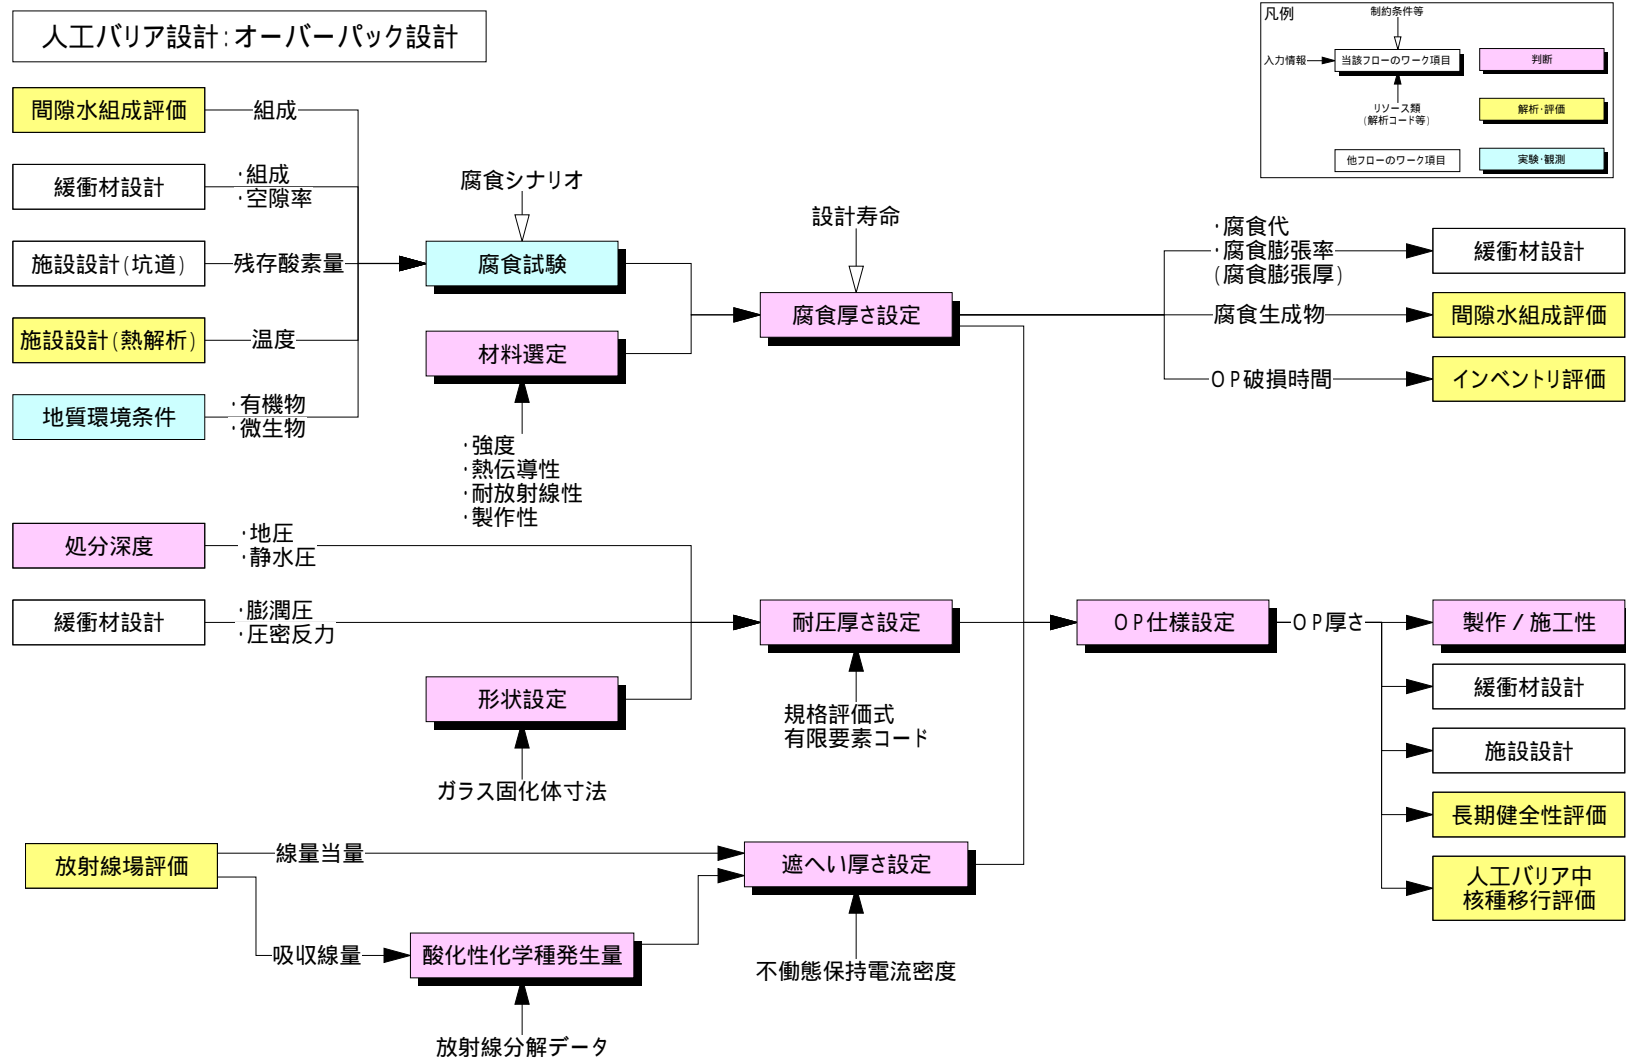 人工バリア設計:オーバーパック設計
凡例
制約条件等
入力情報
当該フローのワーク項目
リソース類
(解析コード等)
他フローのワーク項目
判断
解析・評価
実験・観測
間隙水組成評価
組成
緩衝材設計
・組成
・空隙率
施設設計(坑道)
残存酸素量
施設設計(熱解析)
温度
地質環境条件
・有機物
・微生物
腐食シナリオ
腐食試験
材料選定
・強度
・熱伝導性
・耐放射線性
・製作性
設計寿命
腐食厚さ設定
・腐食代
・腐食膨張率
(腐食膨張厚)
緩衝材設計
腐食生成物
間隙水組成評価
OP破損時間
インベントリ評価
処分深度
・地圧
・静水圧
緩衝材設計
・膨潤圧
・圧密反力
形状設定
ガラス固化体寸法
耐圧厚さ設定
規格評価式
有限要素コード
OP仕様設定
OP厚さ
製作/施工性
緩衝材設計
施設設計
長期健全性評価
人工バリア中
核種移行評価
放射線場評価
線量当量
吸収線量
酸化性化学種発生量
放射線分解データ
遮へい厚さ設定
不働態保持電流密度